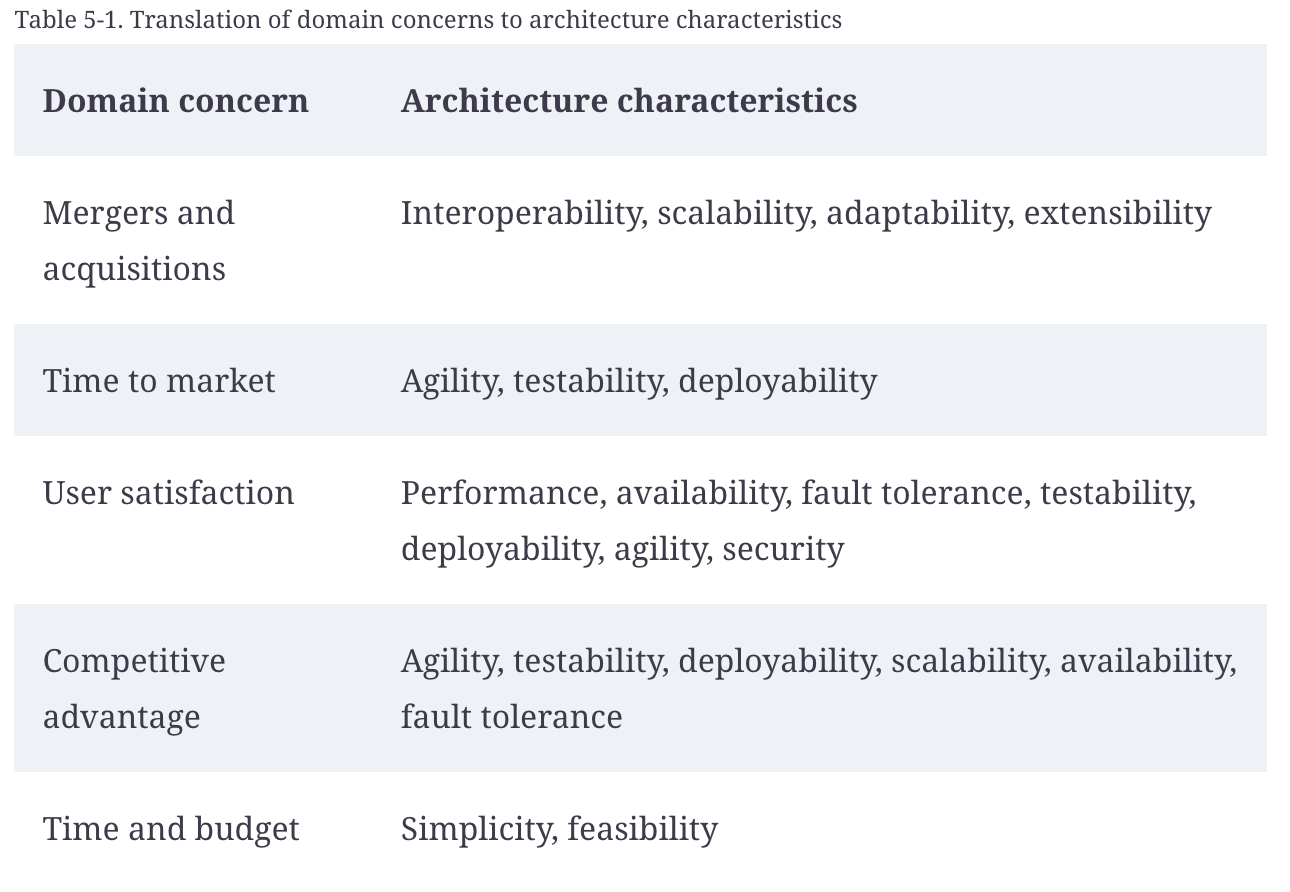 Table 5-1. Translation of domain concerns to architecture characteristics
Domain concern
Architecture characteristics
Mergers and
acquisitions
Interoperability, scalability, adaptability, extensibility
Time to market
Agility, testability, deployability
User satisfaction
Performance, availability, fault tolerance, testability,
deployability, agility, security
Competitive
advantage
Agility, testability, deployability, scalability, availability,
fault tolerance
Time and budget
Simplicity, feasibility